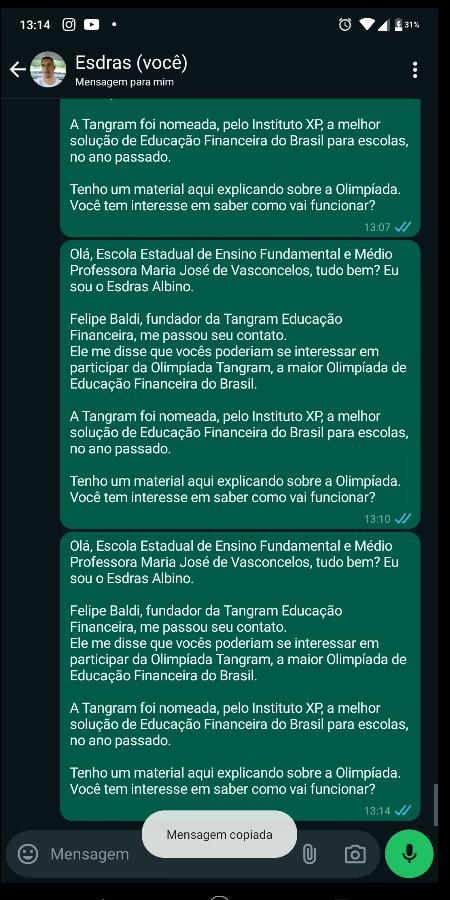 13:14
31%
Esdras (você)
Mensagem para mim
A Tangram foi nomeada, pelo Instituto XP, a melhor
solução de Educação Financeira do Brasil para escolas,
no ano passado.
Tenho um material aqui explicando sobre a Olimpíada.
Você tem interesse em saber como vai funcionar?
13:07
Olá, Escola Estadual de Ensino Fundamental e Médio
Professora Maria José de Vasconcelos, tudo bem? Eu
sou o Esdras Albino.
Felipe Baldi, fundador da Tangram Educação
Financeira, me passou seu contato.
Ele me disse que vocês poderiam se interessar em
participar da Olimpíada Tangram, a maior Olimpíada de
Educação Financeira do Brasil.
A Tangram foi nomeada, pelo Instituto XP, a melhor
solução de Educação Financeira do Brasil para escolas,
no ano passado.
Tenho um material aqui explicando sobre a Olimpíada.
Você tem interesse em saber como vai funcionar?
13:10
Olá, Escola Estadual de Ensino Fundamental e Médio
Professora Maria José de Vasconcelos, tudo bem? Eu
sou o Esdras Albino.
Felipe Baldi, fundador da Tangram Educação
Financeira, me passou seu contato.
Ele me disse que vocês poderiam se interessar em
participar da Olimpíada Tangram, a maior Olimpíada de
Educação Financeira do Brasil.
A Tangram foi nomeada, pelo Instituto XP, a melhor
solução de Educação Financeira do Brasil para escolas,
no ano passado.
Tenho um material aqui explicando sobre a Olimpíada.
Você tem interesse em saber como vai funcionar?
13:14
Mensagem copiada
Mensagem